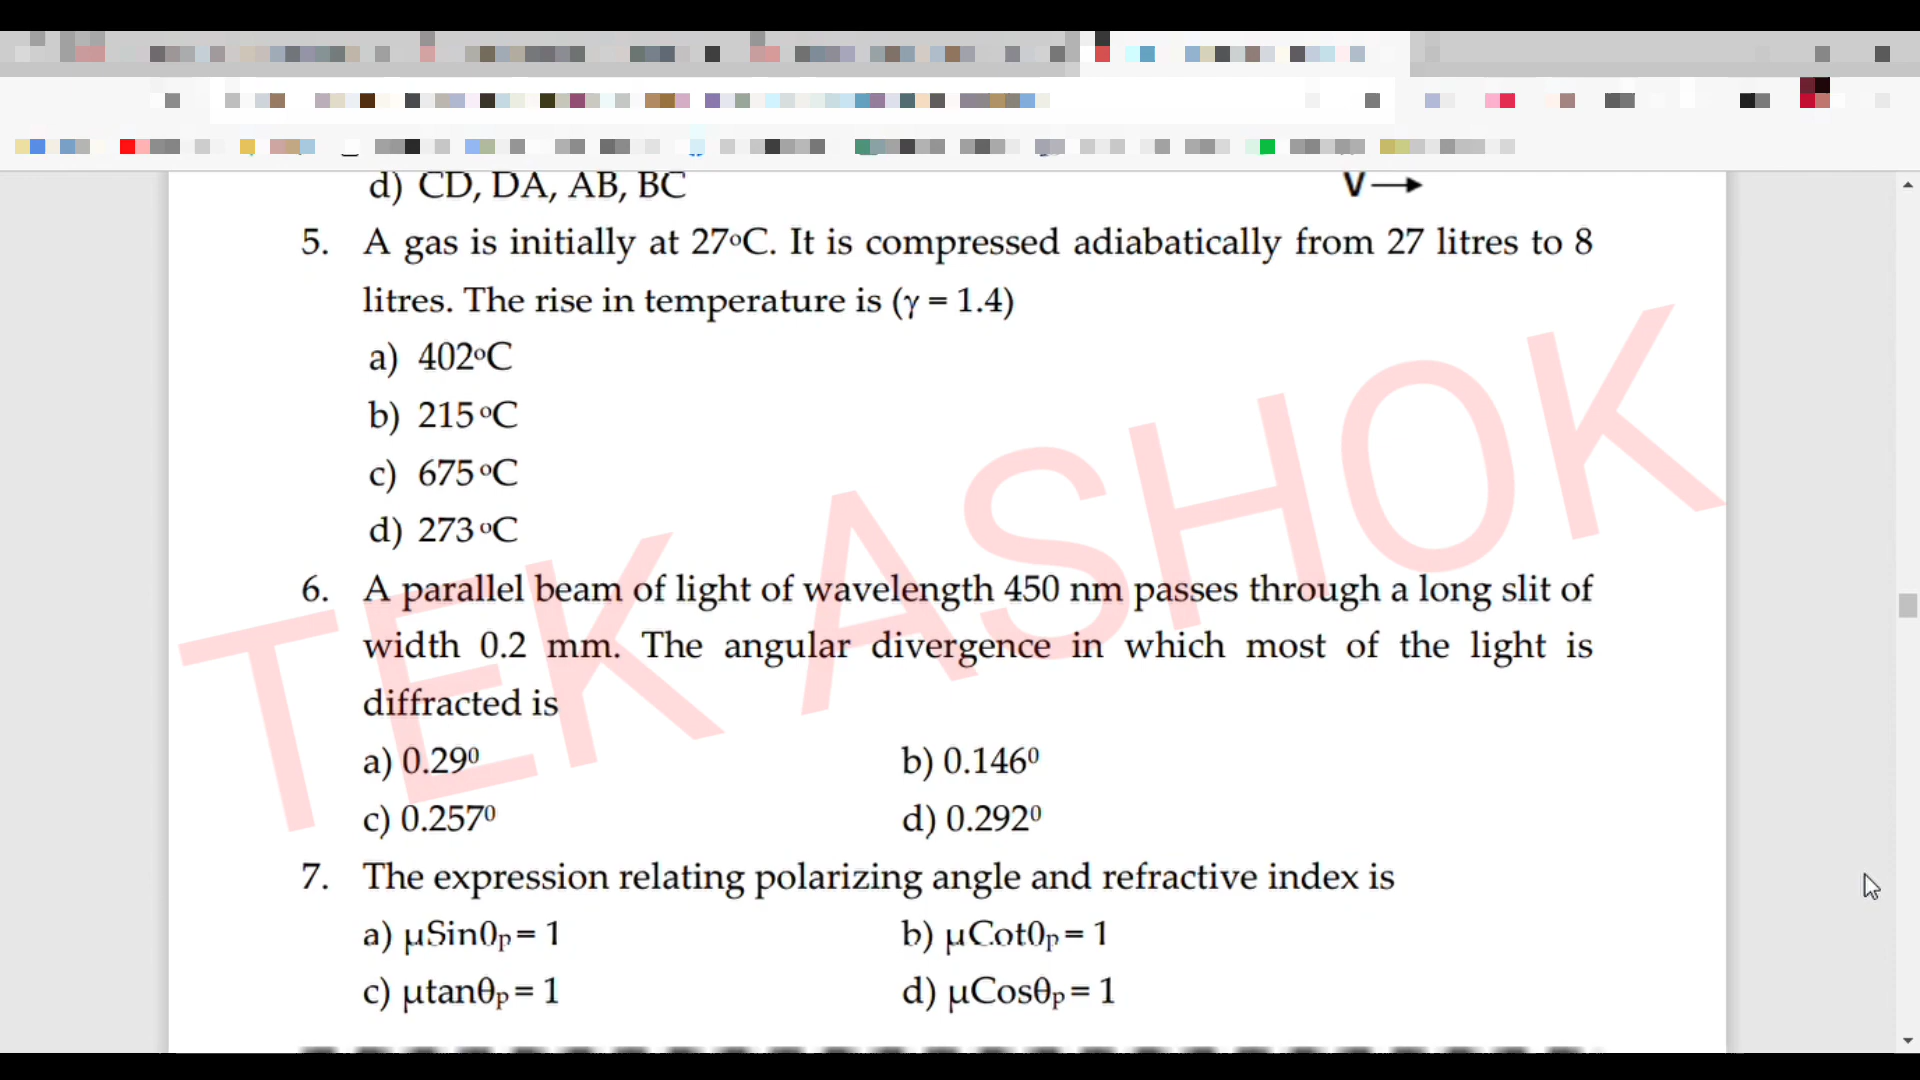 d) CD, DA, AB, BC
V→
5. A gas is initially at 27°C. It is compressed adiabatically from 27 litres to 8
litres. The rise in temperature is (γ = 1.4)
a) 402°C
b) 215°C
c) 675°C
d) 273°C
6. A parallel beam of light of wavelength 450 nm passes through a long slit of
width 0.2 mm. The angular divergence in which most of the light is
diffracted is
a) 0.29⁰
b) 0.146⁰
c) 0.257⁰
d) 0.292⁰
7. The expression relating polarizing angle and refractive index is
a) μSinθₚ = 1
b) μCotθₚ = 1
c) μtanθₚ = 1
d) μCosθₚ = 1
TEK ASHOK